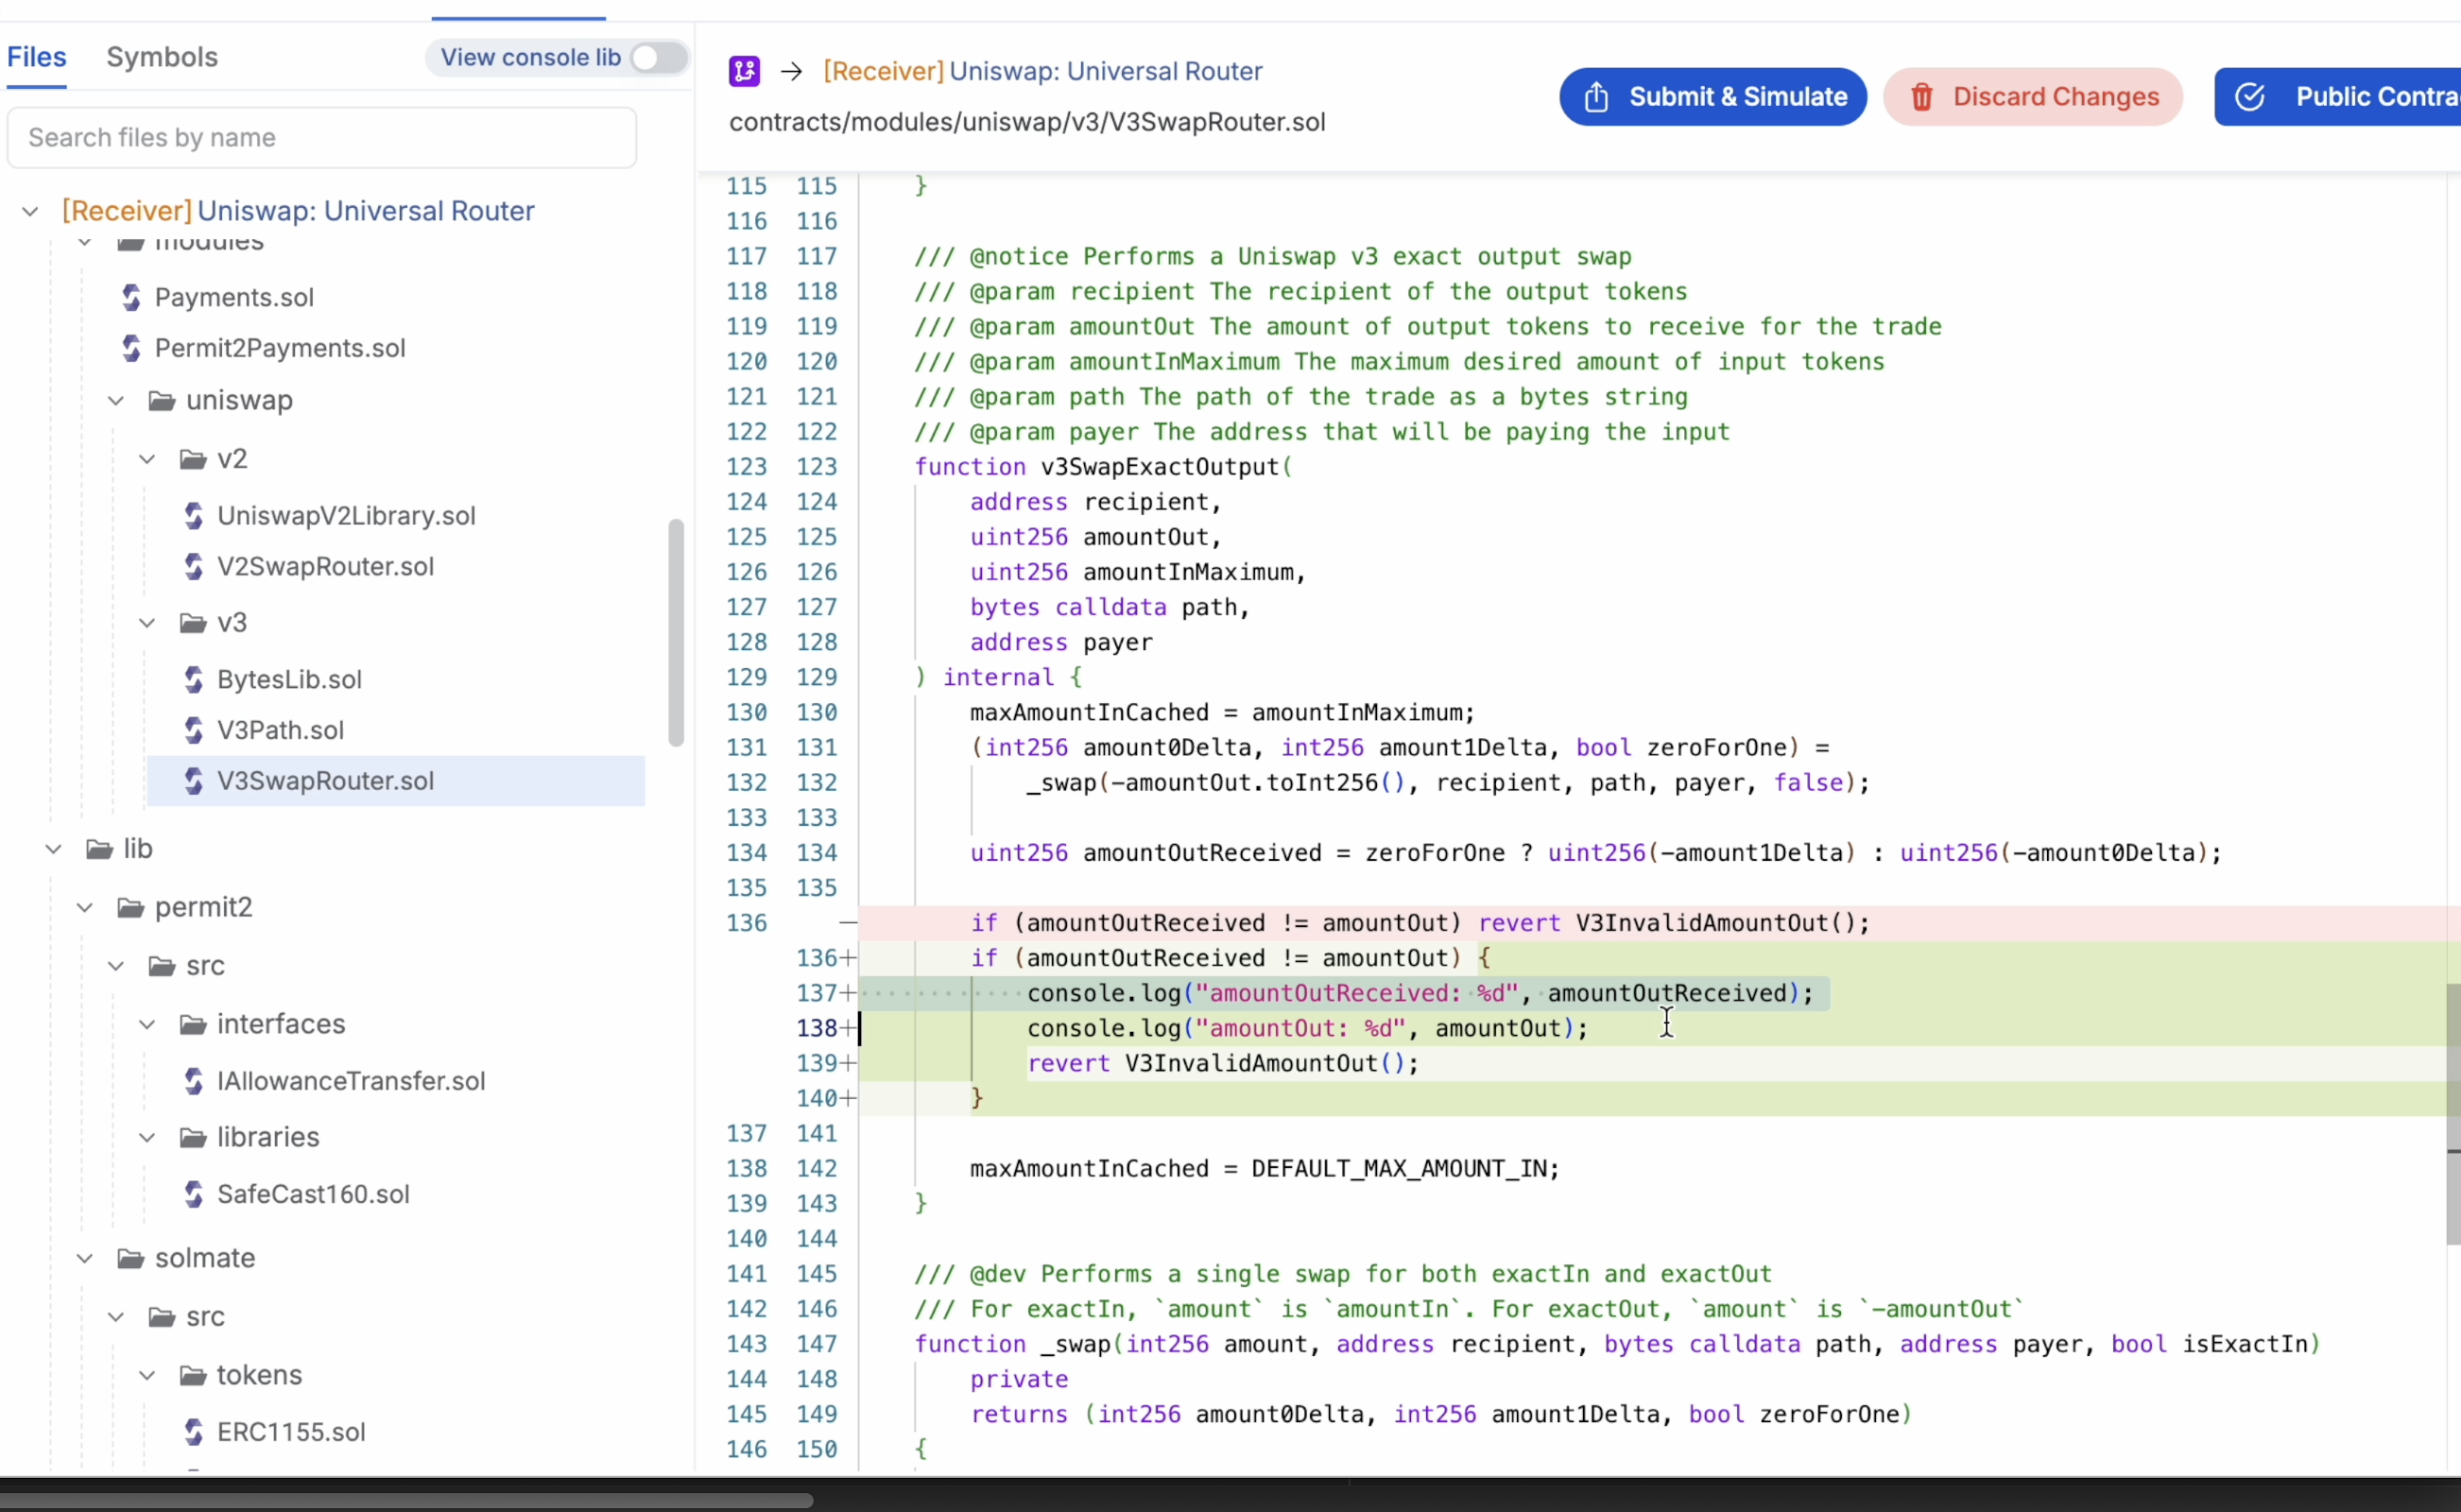 Files Symbols View console lib
Search files by name
[Receiver] Uniswap: Universal Router
modules
Payments.sol
Permit2Payments.sol
uniswap
v2
UniswapV2Library.sol
V2SwapRouter.sol
v3
BytesLib.sol
V3Path.sol
V3SwapRouter.sol
lib
permit2
src
interfaces
IAllowanceTransfer.sol
libraries
SafeCast160.sol
solmate
src
tokens
ERC1155.sol
→ [Receiver] Uniswap: Universal Router
contracts/modules/uniswap/v3/V3SwapRouter.sol
Submit & Simulate Discard Changes Public Contra
115 115 }
116 116
117 117 /// @notice Performs a Uniswap v3 exact output swap
118 118 /// @param recipient The recipient of the output tokens
119 119 /// @param amountOut The amount of output tokens to receive for the trade
120 120 /// @param amountInMaximum The maximum desired amount of input tokens
121 121 /// @param path The path of the trade as a bytes string
122 122 /// @param payer The address that will be paying the input
123 123 function v3SwapExactOutput(
124 124 address recipient,
125 125 uint256 amountOut,
126 126 uint256 amountInMaximum,
127 127 bytes calldata path,
128 128 address payer
129 129 ) internal {
130 130 maxAmountInCached = amountInMaximum;
131 131 (int256 amount0Delta, int256 amount1Delta, bool zeroForOne) =
132 132 _swap(-amountOut.toInt256(), recipient, path, payer, false);
133 133
134 134 uint256 amountOutReceived = zeroForOne ? uint256(-amount1Delta) : uint256(-amount0Delta);
135 135
136 — if (amountOutReceived != amountOut) revert V3InvalidAmountOut();
136+ if (amountOutReceived != amountOut) {
137+ console.log("amountOutReceived: %d", amountOutReceived);
138+ console.log("amountOut: %d", amountOut);
139+ revert V3InvalidAmountOut();
140+ }
137 141
138 142 maxAmountInCached = DEFAULT_MAX_AMOUNT_IN;
139 143 }
140 144
141 145 /// @dev Performs a single swap for both exactIn and exactOut
142 146 /// For exactIn, `amount` is `amountIn`. For exactOut, `amount` is `-amountOut`
143 147 function _swap(int256 amount, address recipient, bytes calldata path, address payer, bool isExactIn)
144 148 private
145 149 returns (int256 amount0Delta, int256 amount1Delta, bool zeroForOne)
146 150 {